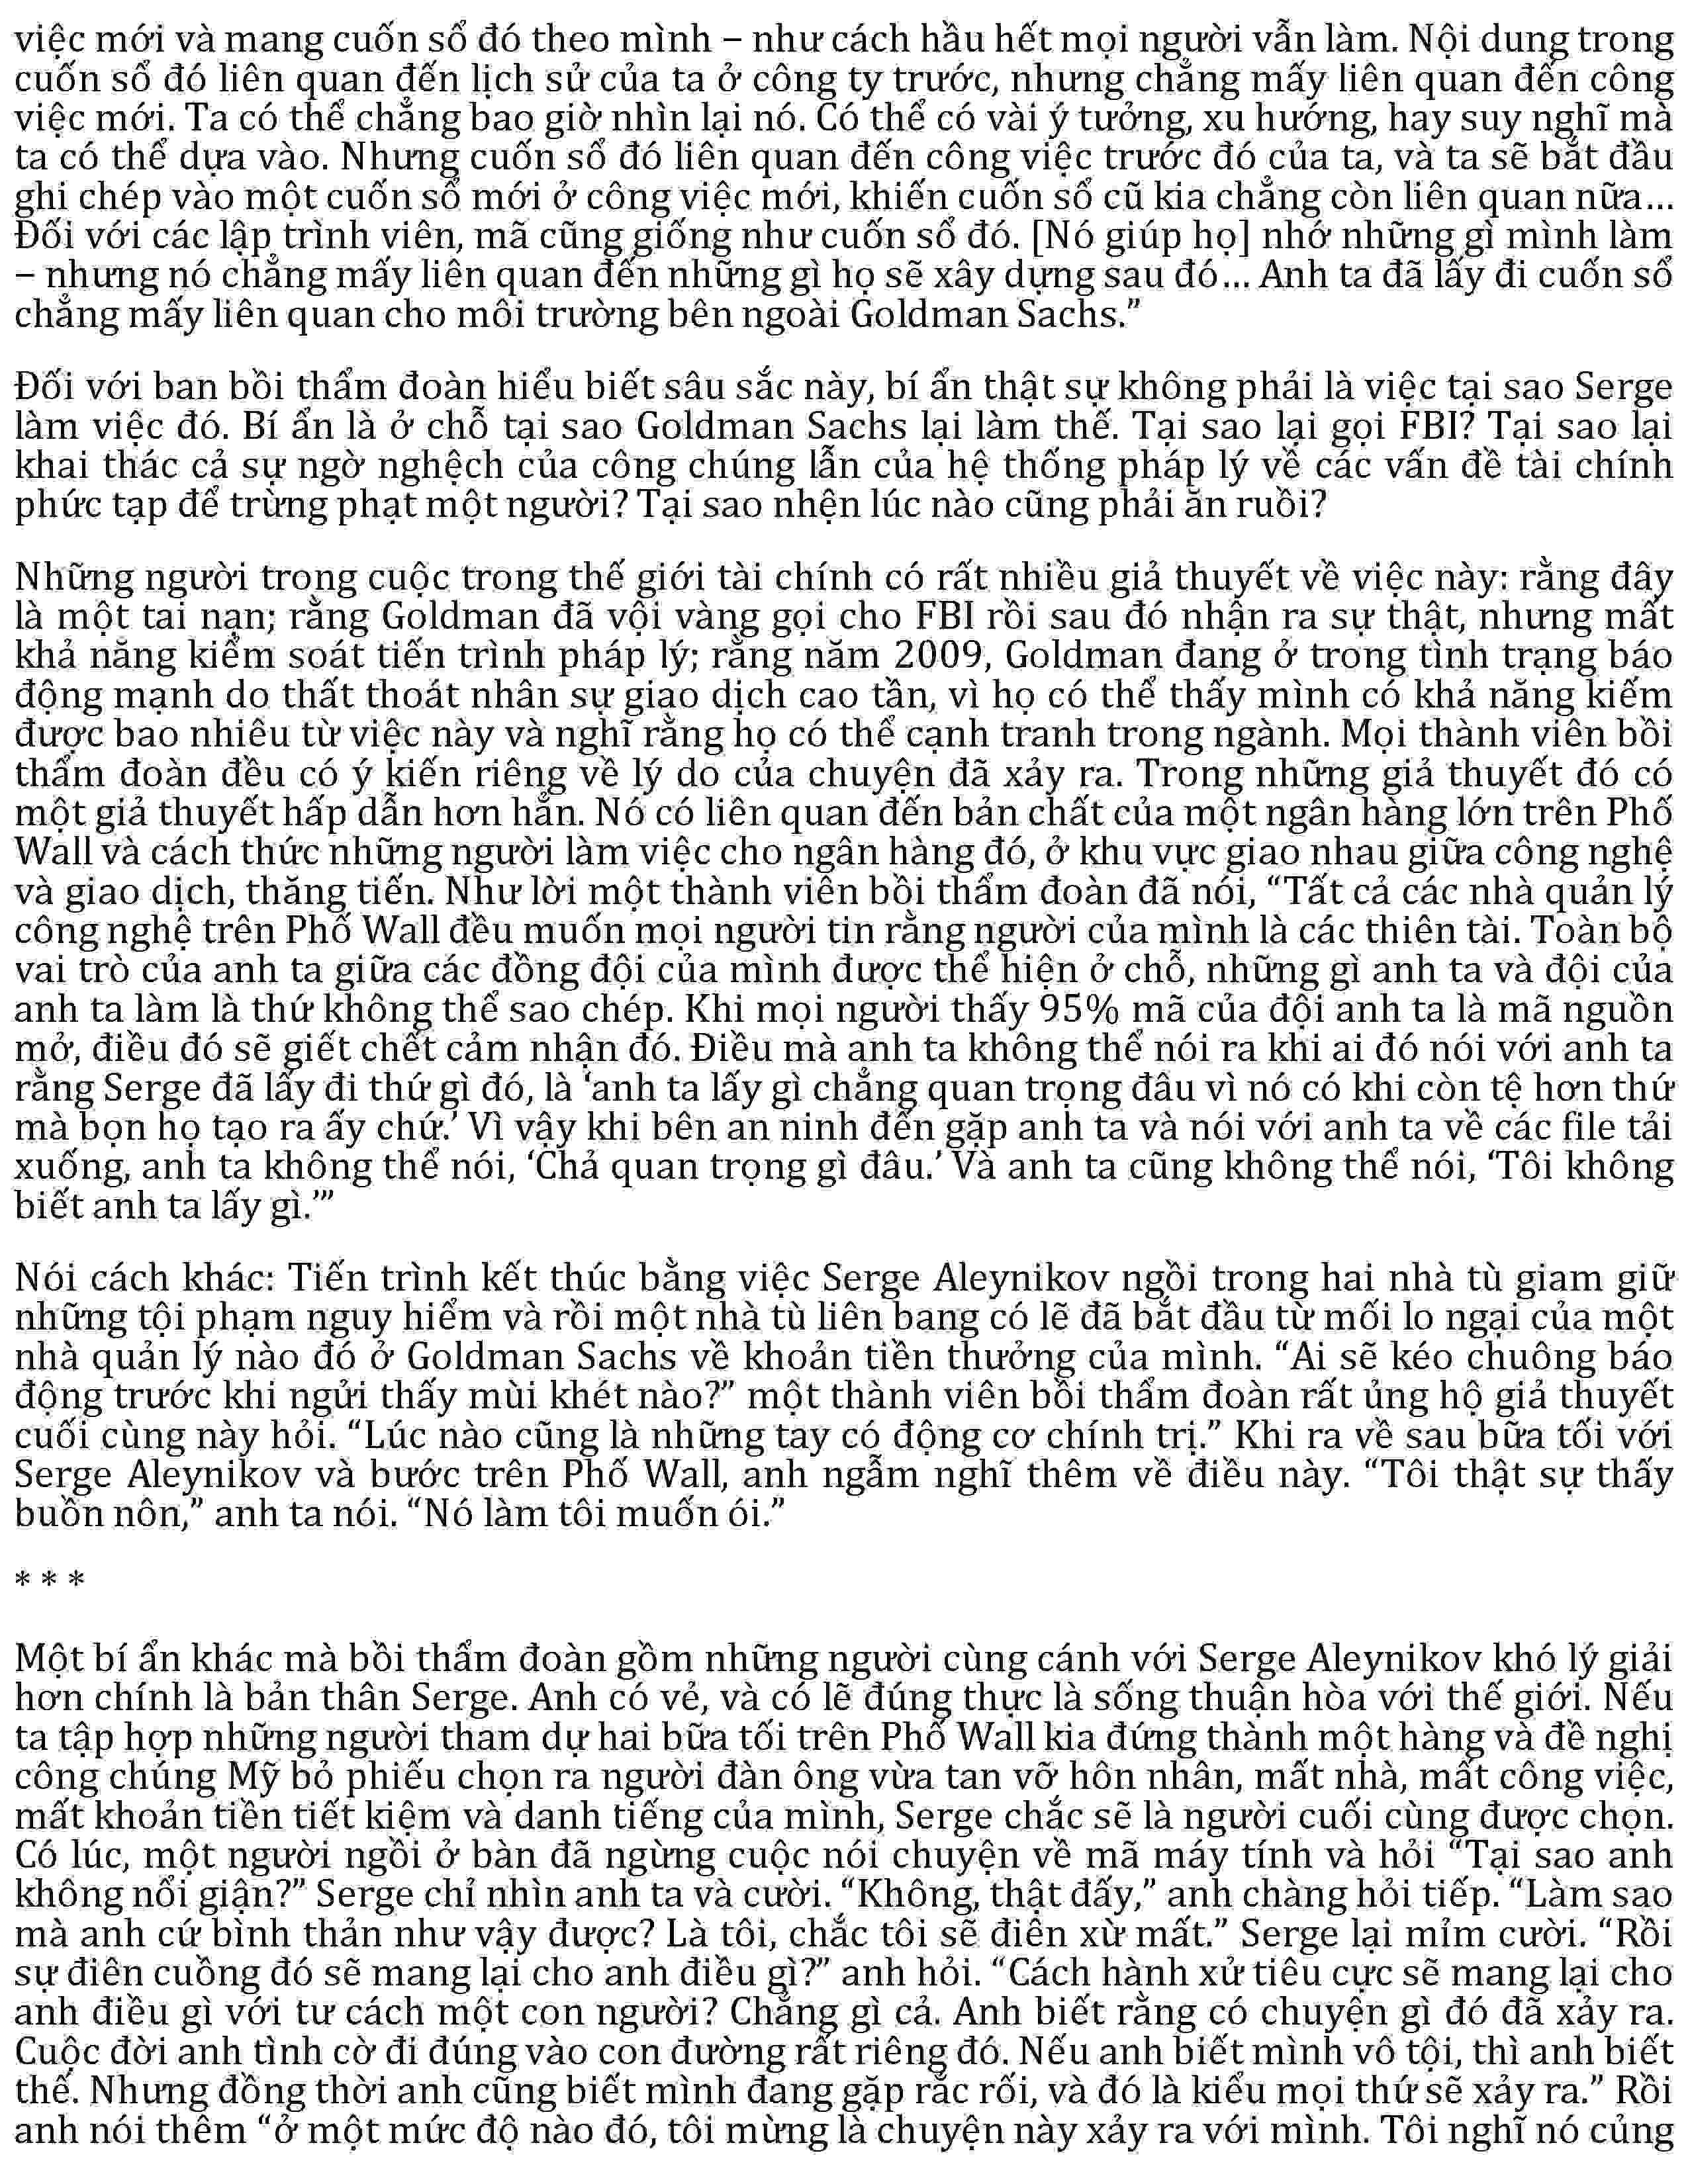 việc mới và mang cuốn sổ đó theo mình – như cách hầu hết mọi người vẫn làm. Nội dung trong
cuốn sổ đó liên quan đến lịch sử của ta ở công ty trước, nhưng chẳng mấy liên quan đến công
việc mới. Ta có thể chẳng bao giờ nhìn lại nó. Có thể có vài ý tưởng, xu hướng, hay suy nghĩ mà
ta có thể dựa vào. Nhưng cuốn sổ đó liên quan đến công việc trước đó của ta, và ta sẽ bắt đầu
ghi chép vào một cuốn sổ mới ở công việc mới, khiến cuốn sổ cũ kia chẳng còn liên quan nữa…
Đối với các lập trình viên, mã cũng giống như cuốn sổ đó. [Nó giúp họ] nhớ những gì mình làm
– nhưng nó chẳng mấy liên quan đến những gì họ sẽ xây dựng sau đó… Anh ta đã lấy đi cuốn sổ
chẳng mấy liên quan cho môi trường bên ngoài Goldman Sachs.”
Đối với ban bồi thẩm đoàn hiểu biết sâu sắc này, bí ẩn thật sự không phải là việc tại sao Serge
làm việc đó. Bí ẩn là ở chỗ tại sao Goldman Sachs lại làm thế. Tại sao lại gọi FBI? Tại sao lại
khai thác cả sự ngờ nghệch của công chúng lẫn của hệ thống pháp lý về các vấn đề tài chính
phức tạp để trừng phạt một người? Tại sao nhện lúc nào cũng phải ăn ruồi?
Những người trong cuộc trong thế giới tài chính có rất nhiều giả thuyết về việc này: rằng đây
là một tai nạn; rằng Goldman đã vội vàng gọi cho FBI rồi sau đó nhận ra sự thật, nhưng mất
khả năng kiểm soát tiến trình pháp lý; rằng năm 2009, Goldman đang ở trong tình trạng báo
động mạnh do thất thoát nhân sự giao dịch cao tần, vì họ có thể thấy mình có khả năng kiếm
được bao nhiêu từ việc này và nghĩ rằng họ có thể cạnh tranh trong ngành. Mọi thành viên bồi
thẩm đoàn đều có ý kiến riêng về lý do của chuyện đã xảy ra. Trong những giả thuyết đó có
một giả thuyết hấp dẫn hơn hẳn. Nó có liên quan đến bản chất của một ngân hàng lớn trên Phố
Wall và cách thức những người làm việc cho ngân hàng đó, ở khu vực giao nhau giữa công nghệ
và giao dịch, thăng tiến. Như lời một thành viên bồi thẩm đoàn đã nói, “Tất cả các nhà quản lý
công nghệ trên Phố Wall đều muốn mọi người tin rằng người của mình là các thiên tài. Toàn bộ
vai trò của anh ta giữa các đồng đội của mình được thể hiện ở chỗ, những gì anh ta và đội của
anh ta làm là thứ không thể sao chép. Khi mọi người thấy 95% mã của đội anh ta là mã nguồn
mở, điều đó sẽ giết chết cảm nhận đó. Điều mà anh ta không thể nói ra khi ai đó nói với anh ta
rằng Serge đã lấy đi thứ gì đó, là ‘anh ta lấy gì chẳng quan trọng đâu vì nó có khi còn tệ hơn thứ
mà bọn họ tạo ra ấy chứ.’ Vì vậy khi bên an ninh đến gặp anh ta và nói với anh ta về các file tải
xuống, anh ta không thể nói, ‘Chả quan trọng gì đâu.’ Và anh ta cũng không thể nói, ‘Tôi không
biết anh ta lấy gì.’”
Nói cách khác: Tiến trình kết thúc bằng việc Serge Aleynikov ngồi trong hai nhà tù giam giữ
những tội phạm nguy hiểm và rồi một nhà tù liên bang có lẽ đã bắt đầu từ mối lo ngại của một
nhà quản lý nào đó ở Goldman Sachs về khoản tiền thưởng của mình. “Ai sẽ kéo chuông báo
động trước khi ngửi thấy mùi khét nào?” một thành viên bồi thẩm đoàn rất ủng hộ giả thuyết
cuối cùng này hỏi. “Lúc nào cũng là những tay có động cơ chính trị.” Khi ra về sau bữa tối với
Serge Aleynikov và bước trên Phố Wall, anh ngẫm nghĩ thêm về điều này. “Tôi thật sự thấy
buồn nôn,” anh ta nói. “Nó làm tôi muốn ói.”
* * *
Một bí ẩn khác mà bồi thẩm đoàn gồm những người cùng cánh với Serge Aleynikov khó lý giải
hơn chính là bản thân Serge. Anh có vẻ, và có lẽ đúng thực là sống thuận hòa với thế giới. Nếu
ta tập hợp những người tham dự hai bữa tối trên Phố Wall kia đứng thành một hàng và đề nghị
công chúng Mỹ bỏ phiếu chọn ra người đàn ông vừa tan vỡ hôn nhân, mất nhà, mất công việc,
mất khoản tiền tiết kiệm và danh tiếng của mình, Serge chắc sẽ là người cuối cùng được chọn.
Có lúc, một người ngồi ở bàn đã ngừng cuộc nói chuyện về mã máy tính và hỏi “Tại sao anh
không nổi giận?” Serge chỉ nhìn anh ta và cười. “Không, thật đấy,” anh chàng hỏi tiếp. “Làm sao
mà anh cứ bình thản như vậy được? Là tôi, chắc tôi sẽ điên xừ mất.” Serge lại mỉm cười. “Rồi
sự điên cuồng đó sẽ mang lại cho anh điều gì?” anh hỏi. “Cách hành xử tiêu cực sẽ mang lại cho
anh điều gì với tư cách một con người? Chẳng gì cả. Anh biết rằng có chuyện gì đó đã xảy ra.
Cuộc đời anh tình cờ đi đúng vào con đường rất riêng đó. Nếu anh biết mình vô tội, thì anh biết
thế. Nhưng đồng thời anh cũng biết mình đang gặp rắc rối, và đó là kiểu mọi thứ sẽ xảy ra.” Rồi
anh nói thêm “ở một mức độ nào đó, tôi mừng là chuyện này xảy ra với mình. Tôi nghĩ nó củng